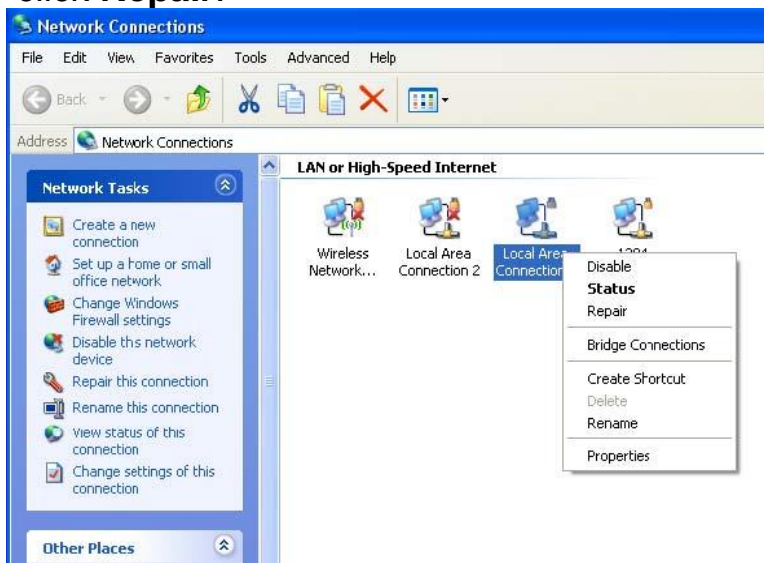 click Repair.
Network Connections
File Edit View Favorites Tools Advanced Help
Back
Address Network Connections
Network Tasks
Create a new
connection
Set up a home or small
office network
Change Windows
Firewall settings
Disable this network
device
Repair this connection
Rename this connection
View status of this
connection
Change settings of this
connection
Other Places
LAN or High-Speed Internet
Wireless
Network...
Local Area
Connection 2
Local Area
Connection
1394
Disable
Status
Repair
Bridge Connections
Create Shortcut
Delete
Rename
Properties